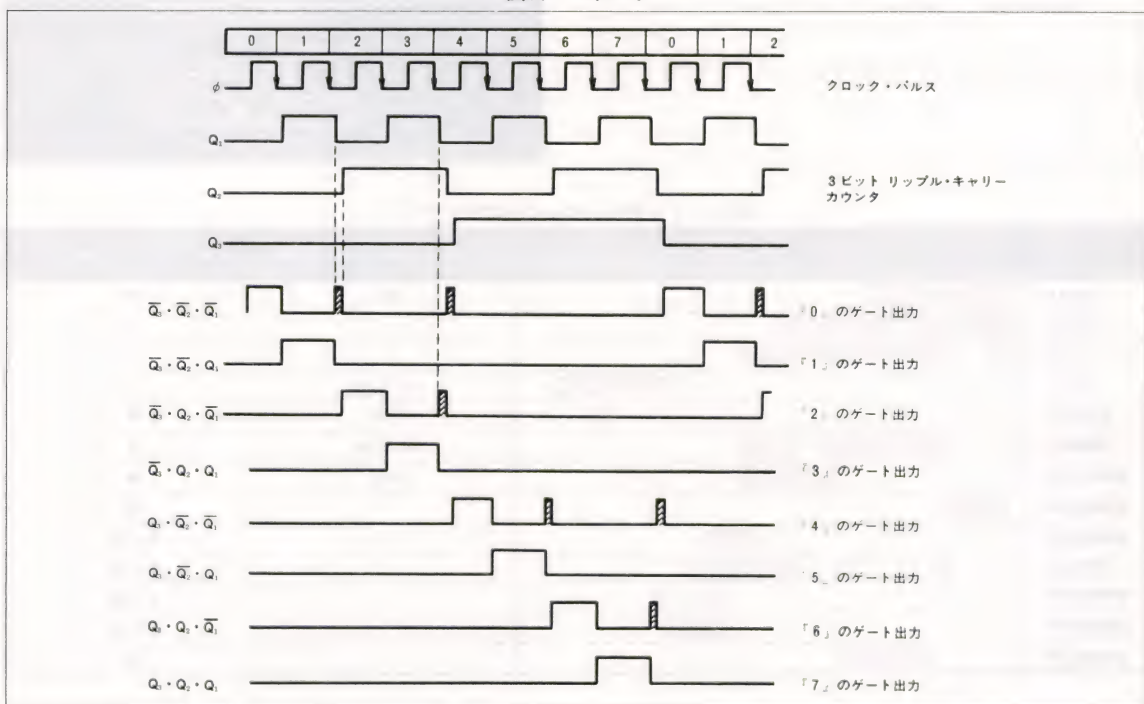 0 1 2 3 4 5 6 7 0 1 2
φ クロック・パルス
Q₁
Q₂ 3ビット リップル・キャリー
カウンタ
Q₃
Q̅₃・Q̅₂・Q̅₁ 「0」のゲート出力
Q̅₃・Q̅₂・Q₁ 「1」のゲート出力
Q̅₃・Q₂・Q̅₁ 「2」のゲート出力
Q̅₃・Q₂・Q₁ 「3」のゲート出力
Q₃・Q̅₂・Q̅₁ 「4」のゲート出力
Q₃・Q̅₂・Q₁ 「5」のゲート出力
Q₃・Q₂・Q̅₁ 「6」のゲート出力
Q₃・Q₂・Q₁ 「7」のゲート出力